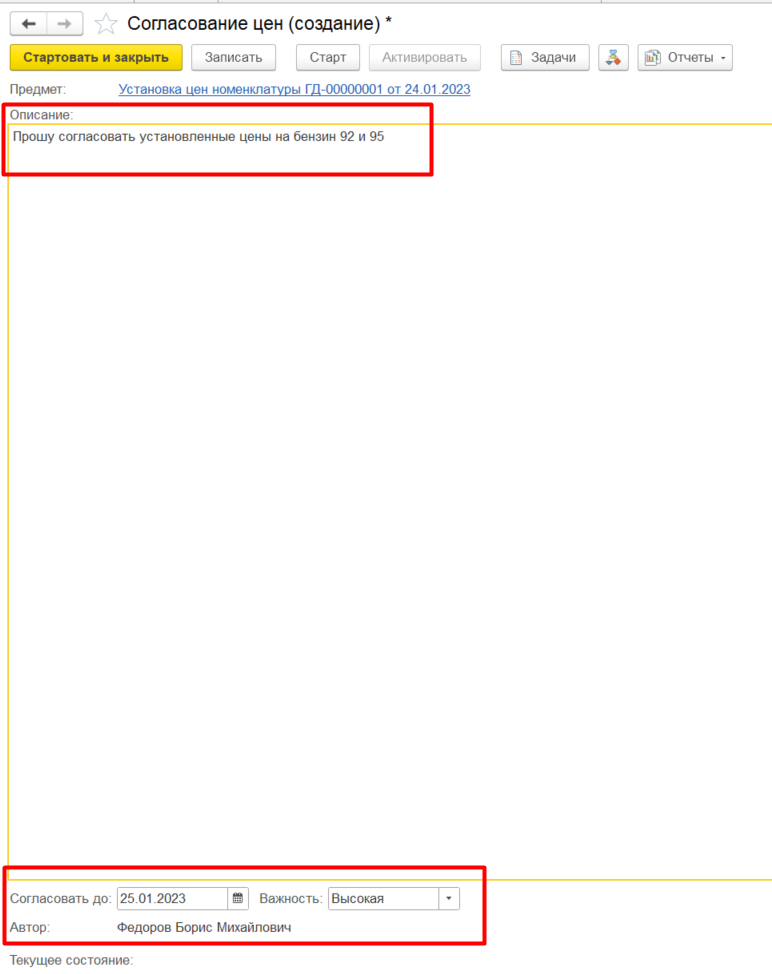 Согласование цен (создание) *
Стартовать и закрыть Записать Старт Активировать Задачи Отчеты
Предмет: Установка цен номенклатуры ГД-00000001 от 24.01.2023
Описание:
Прошу согласовать установленные цены на бензин 92 и 95
Согласовать до: 25.01.2023 Важность: Высокая
Автор: Федоров Борис Михайлович
Текущее состояние: